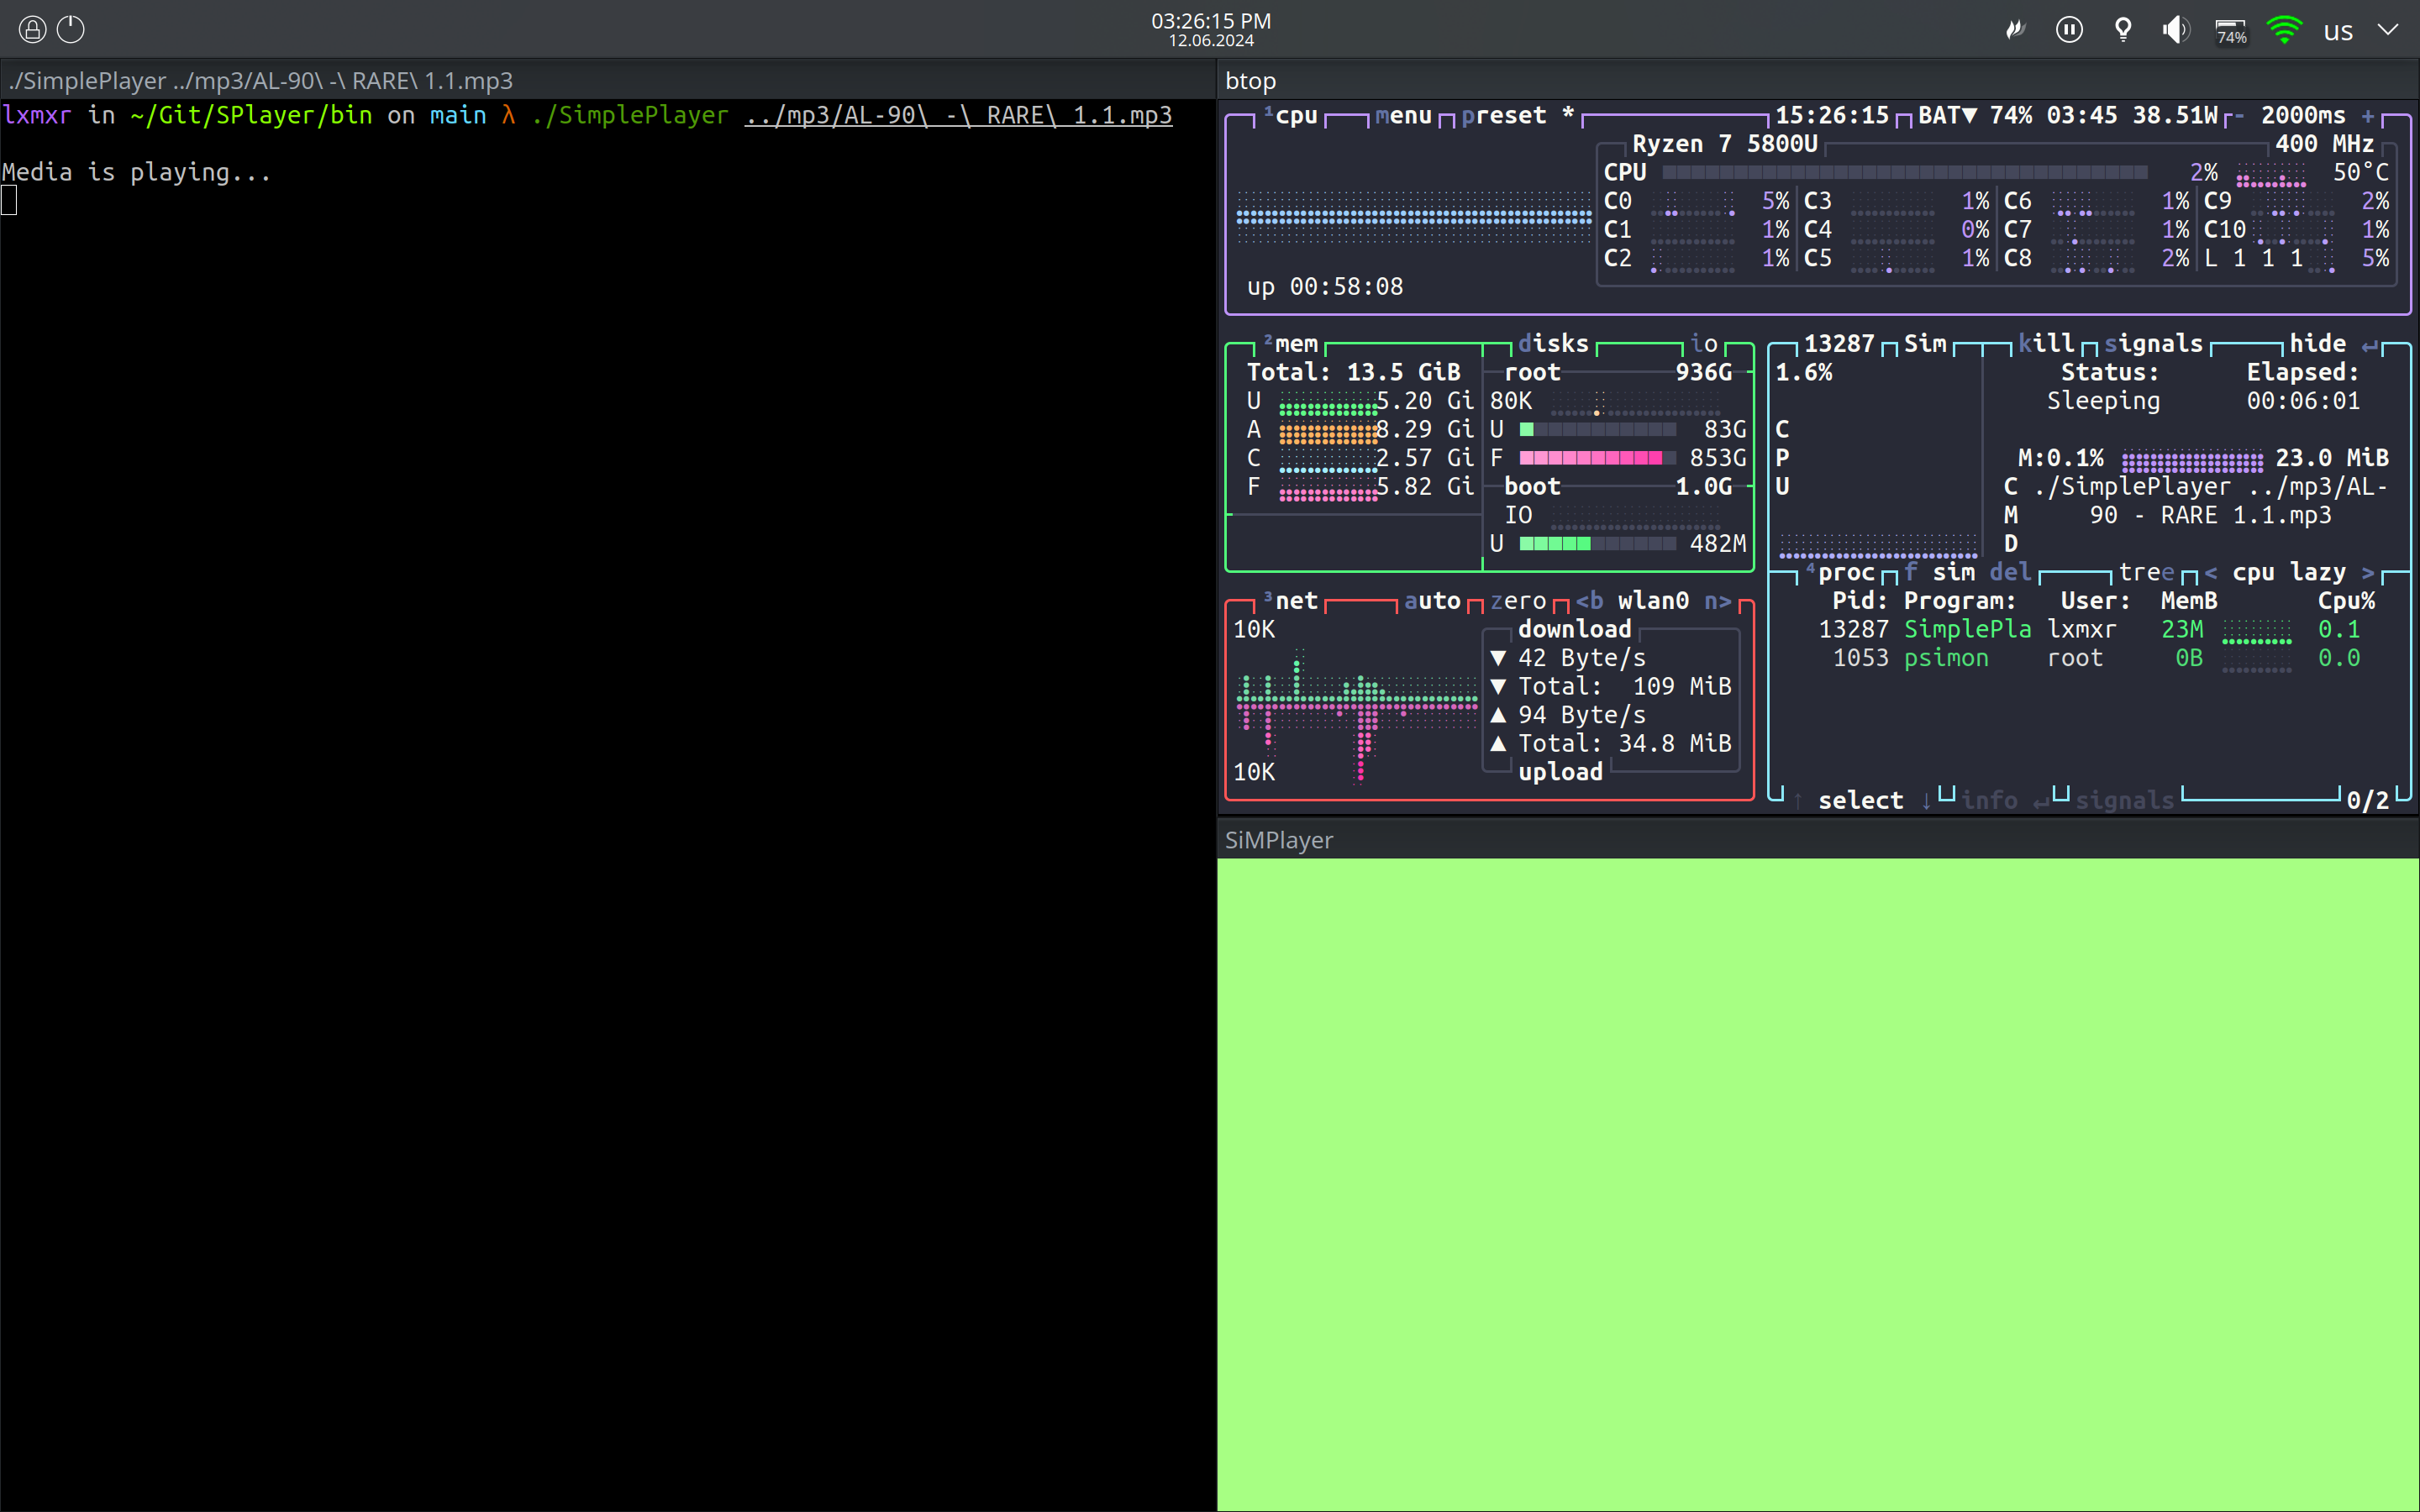 03:26:15 PM
12.06.2024
74%
us
./SimplePlayer ../mp3/AL-90\ -\ RARE\ 1.1.mp3
lxmxr in ~/Git/SPlayer/bin on main λ ./SimplePlayer ../mp3/AL-90\ -\ RARE\ 1.1.mp3
Media is playing...
btop
¹cpu menu preset * 15:26:15 BAT▼ 74% 03:45 38.51W - 2000ms +
Ryzen 7 5800U 400 MHz
CPU 2% 50°C
C0 5% C3 1% C6 1% C9 2%
C1 1% C4 0% C7 1% C10 1%
C2 1% C5 1% C8 2% L 1 1 1 5%
up 00:58:08
²mem disks io
Total: 13.5 GiB root 936G
U 5.20 Gi 80K
A 8.29 Gi U 83G
C 2.57 Gi F 853G
F 5.82 Gi boot 1.0G
IO
U 482M
13287 Sim kill signals hide ↵
1.6% Status: Elapsed:
Sleeping 00:06:01
C
P M:0.1% 23.0 MiB
U C ./SimplePlayer ../mp3/AL-
M 90 - RARE 1.1.mp3
D
³net auto zero <b wlan0 n>
10K download
▼ 42 Byte/s
▼ Total: 109 MiB
▲ 94 Byte/s
▲ Total: 34.8 MiB
10K upload
⁴proc f sim del tree < cpu lazy >
Pid: Program: User: MemB Cpu%
13287 SimplePla lxmxr 23M 0.1
1053 psimon root 0B 0.0
↑ select ↓ info ↵ signals 0/2
SiMPlayer